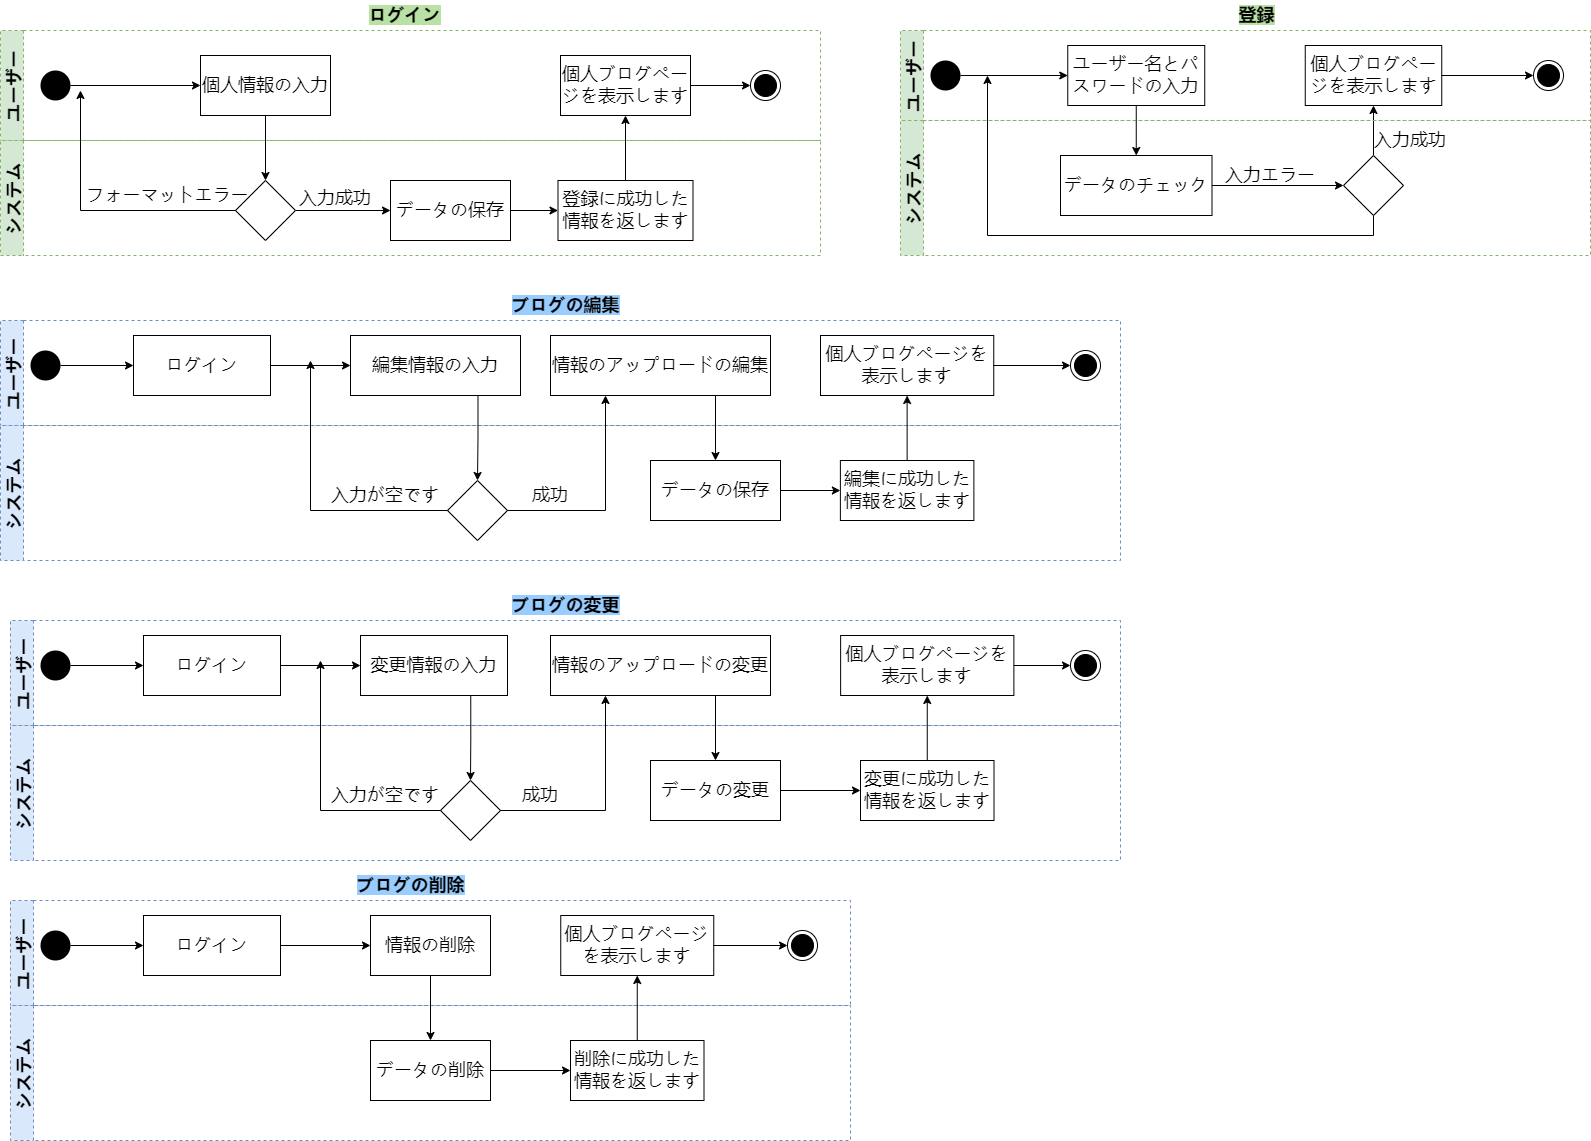 ログイン
ユーザー
システム
個人情報の入力
フォーマットエラー
入力成功
データの保存
登録に成功した
情報を返します
個人ブログペー
ジを表示します
登録
ユーザー
システム
ユーザー名とパ
スワードの入力
データのチェック
入力エラー
入力成功
個人ブログペー
ジを表示します
ブログの編集
ユーザー
システム
ログイン
編集情報の入力
入力が空です
成功
情報のアップロードの編集
データの保存
編集に成功した
情報を返します
個人ブログページを
表示します
ブログの変更
ユーザー
システム
ログイン
変更情報の入力
入力が空です
成功
情報のアップロードの変更
データの変更
変更に成功した
情報を返します
個人ブログページを
表示します
ブログの削除
ユーザー
システム
ログイン
情報の削除
データの削除
削除に成功した
情報を返します
個人ブログページ
を表示します